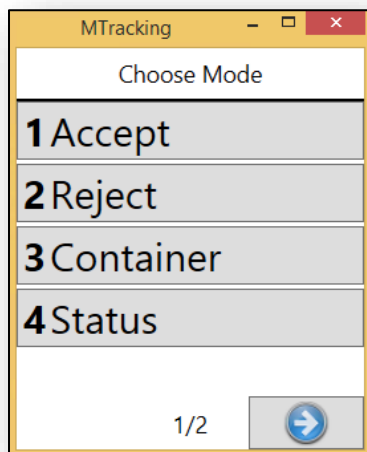 MTracking
Choose Mode
1 Accept
2 Reject
3 Container
4 Status
1/2